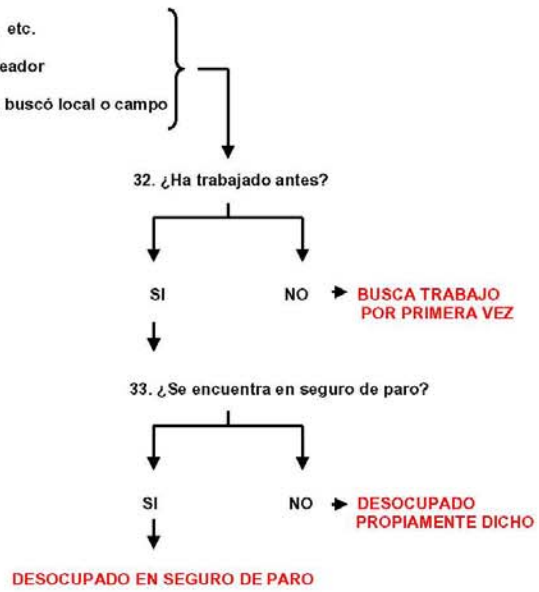 etc.
eador
buscó local o campo
32. ¿Ha trabajado antes?
SI
NO
BUSCA TRABAJO
POR PRIMERA VEZ
33. ¿Se encuentra en seguro de paro?
SI
NO
DESOCUPADO
PROPIAMENTE DICHO
DESOCUPADO EN SEGURO DE PARO